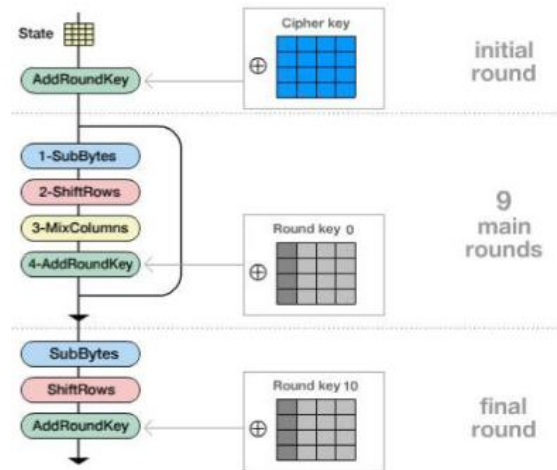 State
Cipher key
AddRoundKey
initial
round
1-SubBytes
2-ShiftRows
3-MixColumns
4-AddRoundKey
Round key 0
9
main
rounds
SubBytes
ShiftRows
AddRoundKey
Round key 10
final
round